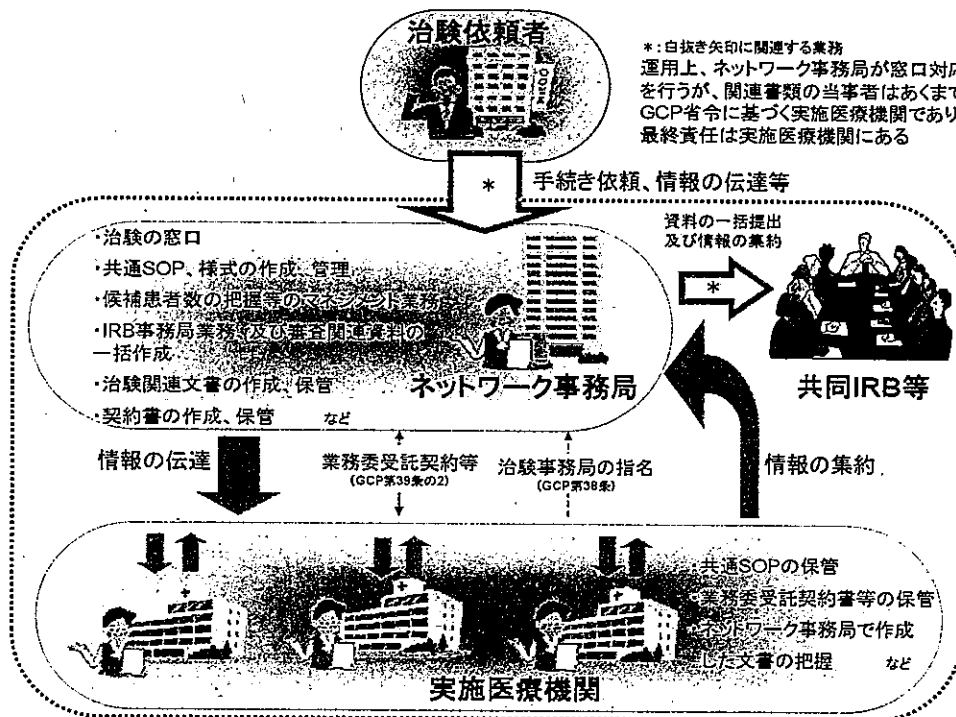 治験依頼者
*:白抜き矢印に関連する業務
運用上、ネットワーク事務局が窓口対応
を行うが、関連書類の当事者はあくまで
GCP省令に基づく実施医療機関であり
最終責任は実施医療機関にある
*
手続き依頼、情報の伝達等
・治験の窓口
・共通SOP、様式の作成、管理
・候補患者数の把握等のマネジメント業務
・IRB事務局業務、及び審査関連資料の
一括作成
・治験関連文書の作成、保管
・契約書の作成、保管 など
ネットワーク事務局
資料の一括提出
及び情報の集約
*
共同IRB等
情報の伝達
業務委受託契約等
(GCP第39条の2)
治験事務局の指名
(GCP第38条)
情報の集約
・共通SOPの保管
・業務委受託契約書等の保管
・ネットワーク事務局で作成
した文書の把握 など
実施医療機関